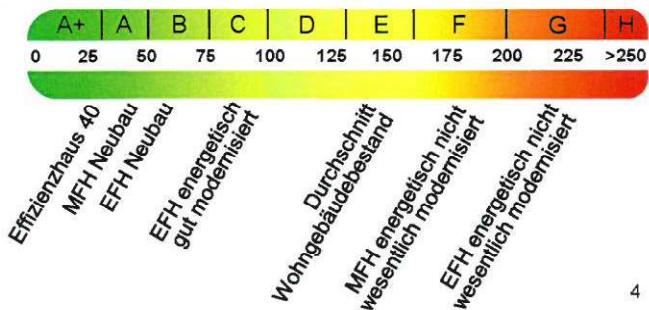 A+ A B C D E F G H
0 25 50 75 100 125 150 175 200 225 >250
Effizienzhaus 40
MFH Neubau
EFH Neubau
EFH energetisch
gut modernisiert
Durchschnitt
Wohngebäudebestand
MFH energetisch nicht
wesentlich modernisiert
EFH energetisch nicht
wesentlich modernisiert
4